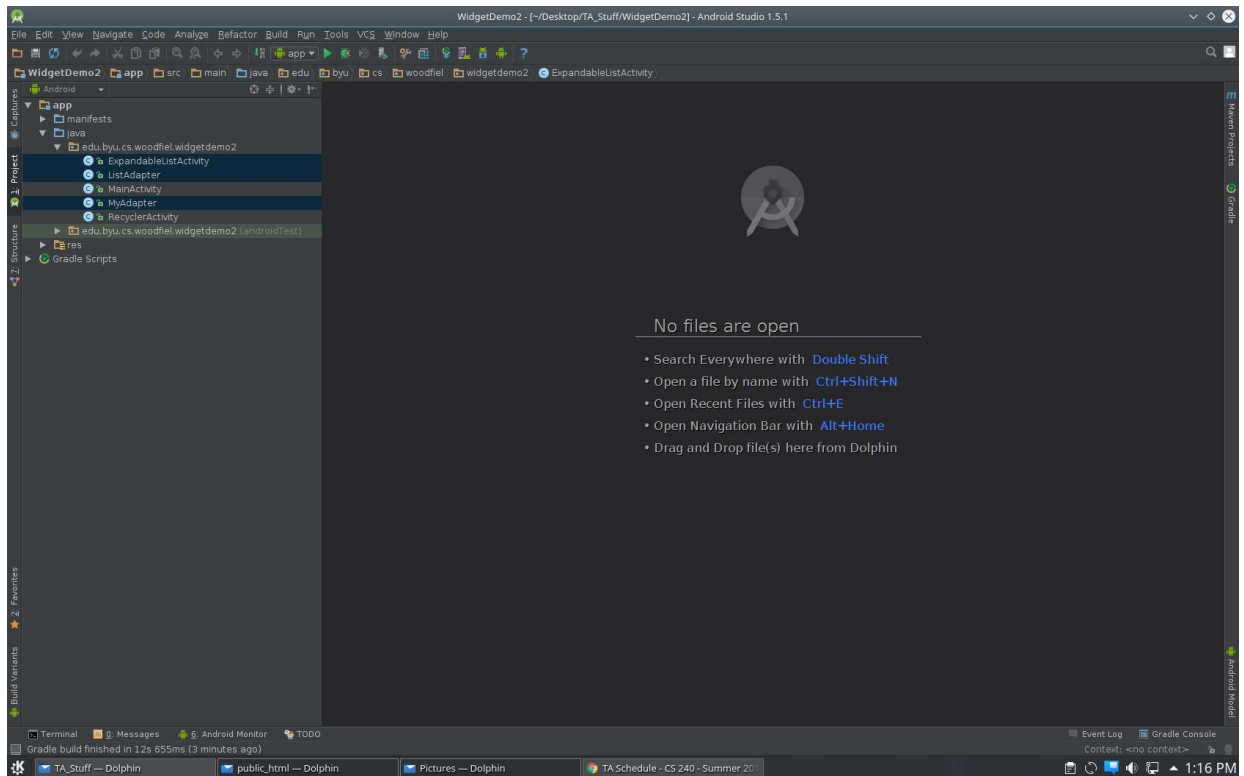 WidgetDemo2 - [~/Desktop/TA_Stuff/WidgetDemo2] - Android Studio 1.5.1
File Edit View Navigate Code Analyze Refactor Build Run Tools VCS Window Help
app
WidgetDemo2 app src main java edu byu cs woodfiel widgetdemo2 ExpandableListActivity
Captures
1: Project
7: Structure
2: Favorites
Build Variants
Android
app
manifests
java
edu.byu.cs.woodfiel.widgetdemo2
ExpandableListActivity
ListAdapter
MainActivity
MyAdapter
RecyclerActivity
edu.byu.cs.woodfiel.widgetdemo2 (androidTest)
res
Gradle Scripts
No files are open
• Search Everywhere with Double Shift
• Open a file by name with Ctrl+Shift+N
• Open Recent Files with Ctrl+E
• Open Navigation Bar with Alt+Home
• Drag and Drop file(s) here from Dolphin
Maven Projects
Gradle
Android Model
Terminal 0: Messages 6: Android Monitor TODO Event Log Gradle Console
Gradle build finished in 12s 655ms (3 minutes ago) Context: <no context>
TA_Stuff — Dolphin public_html — Dolphin Pictures — Dolphin TA Schedule - CS 240 - Summer 201 1:16 PM